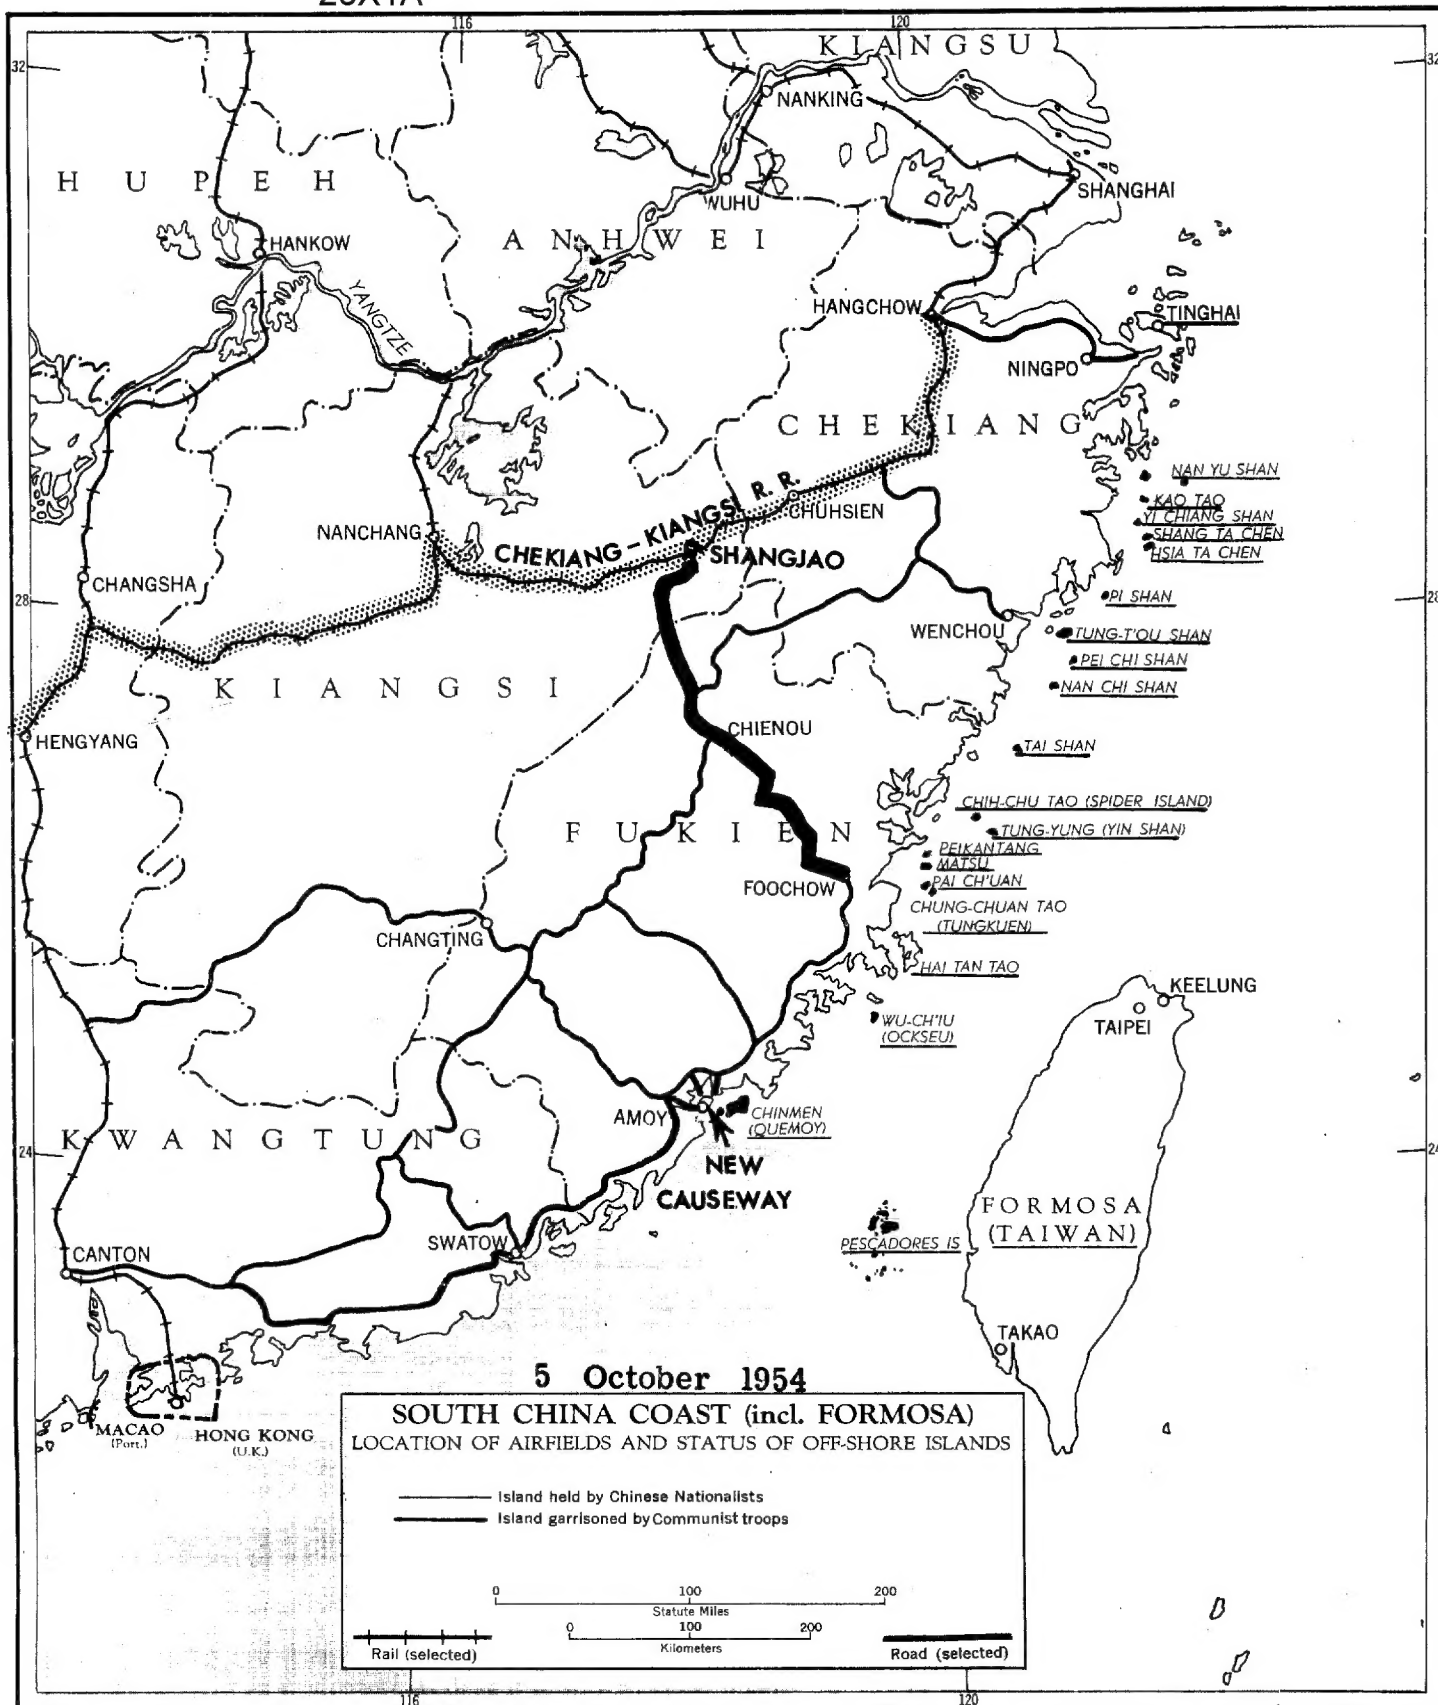 116
120
32
32
KIANGSU
NANKING
SHANGHAI
WUHU
HUPEH
HANKOW
ANHWEI
YANGTZE
HANGCHOW
TINGHAI
NINGPO
CHEKIANG
NAN YU SHAN
KAO TAO
YI CHIANG SHAN
SHANG TA CHEN
HSIA TA CHEN
CHUHSIEN
NANCHANG
CHEKIANG-KIANGSI R. R.
SHANGJAO
CHANGSHA
28
28
PI SHAN
WENCHOU
TUNG-T'OU SHAN
PEI CHI SHAN
NAN CHI SHAN
KIANGSI
HENGYANG
CHIENOU
TAI SHAN
CHIH-CHU TAO (SPIDER ISLAND)
TUNG-YUNG (YIN SHAN)
FUKIEN
PEIKANTANG
MATSU
PAI CH'UAN
FOOCHOW
CHUNG-CHUAN TAO
(TUNGKUEN)
CHANGTING
HAI TAN TAO
KEELUNG
TAIPEI
WU-CH'IU
(OCKSEU)
AMOY
CHINMEN
(QUEMOY)
KWANGTUNG
24
24
NEW
CAUSEWAY
FORMOSA
(TAIWAN)
SWATOW
PESCADORES IS
CANTON
TAKAO
MACAO
(Port.)
HONG KONG
(U.K.)
5 October 1954
SOUTH CHINA COAST (incl. FORMOSA)
LOCATION OF AIRFIELDS AND STATUS OF OFF-SHORE ISLANDS
Island held by Chinese Nationalists
Island garrisoned by Communist troops
0 100 200
Statute Miles
0 100 200
Kilometers
Rail (selected)
Road (selected)
116
120